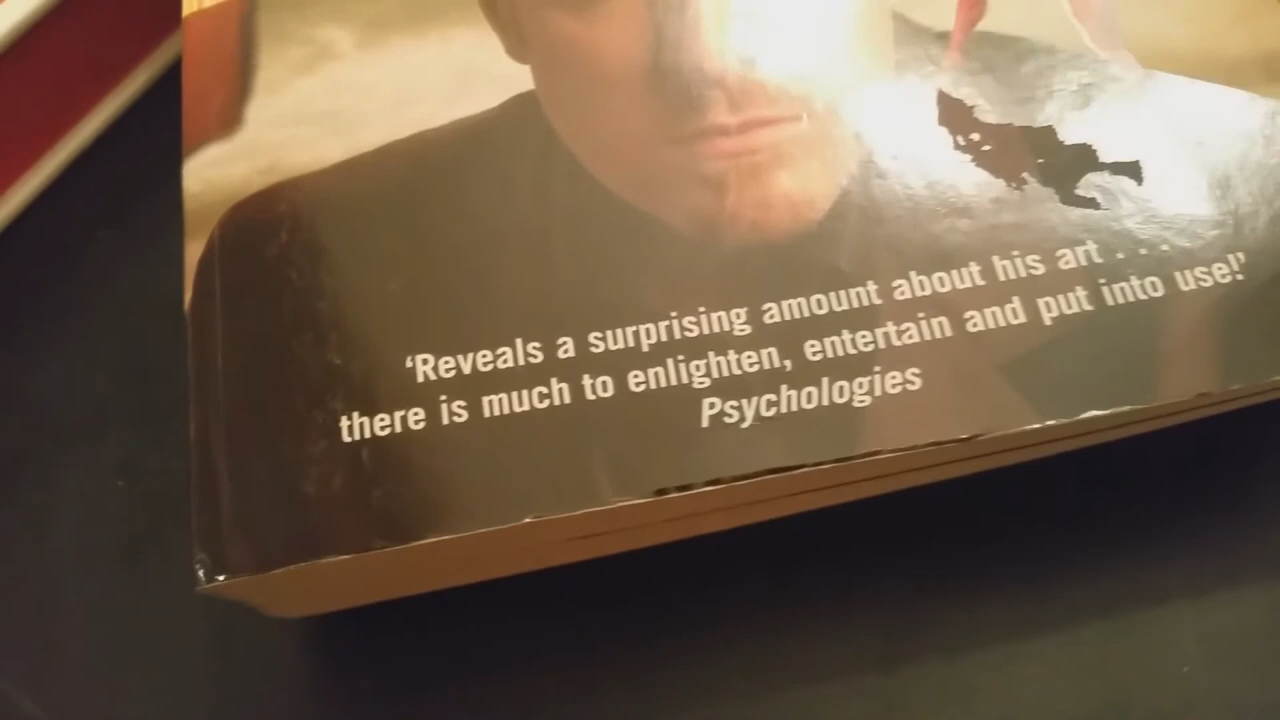 ‘Reveals a surprising amount about his art . . .
there is much to enlighten, entertain and put into use!’
Psychologies